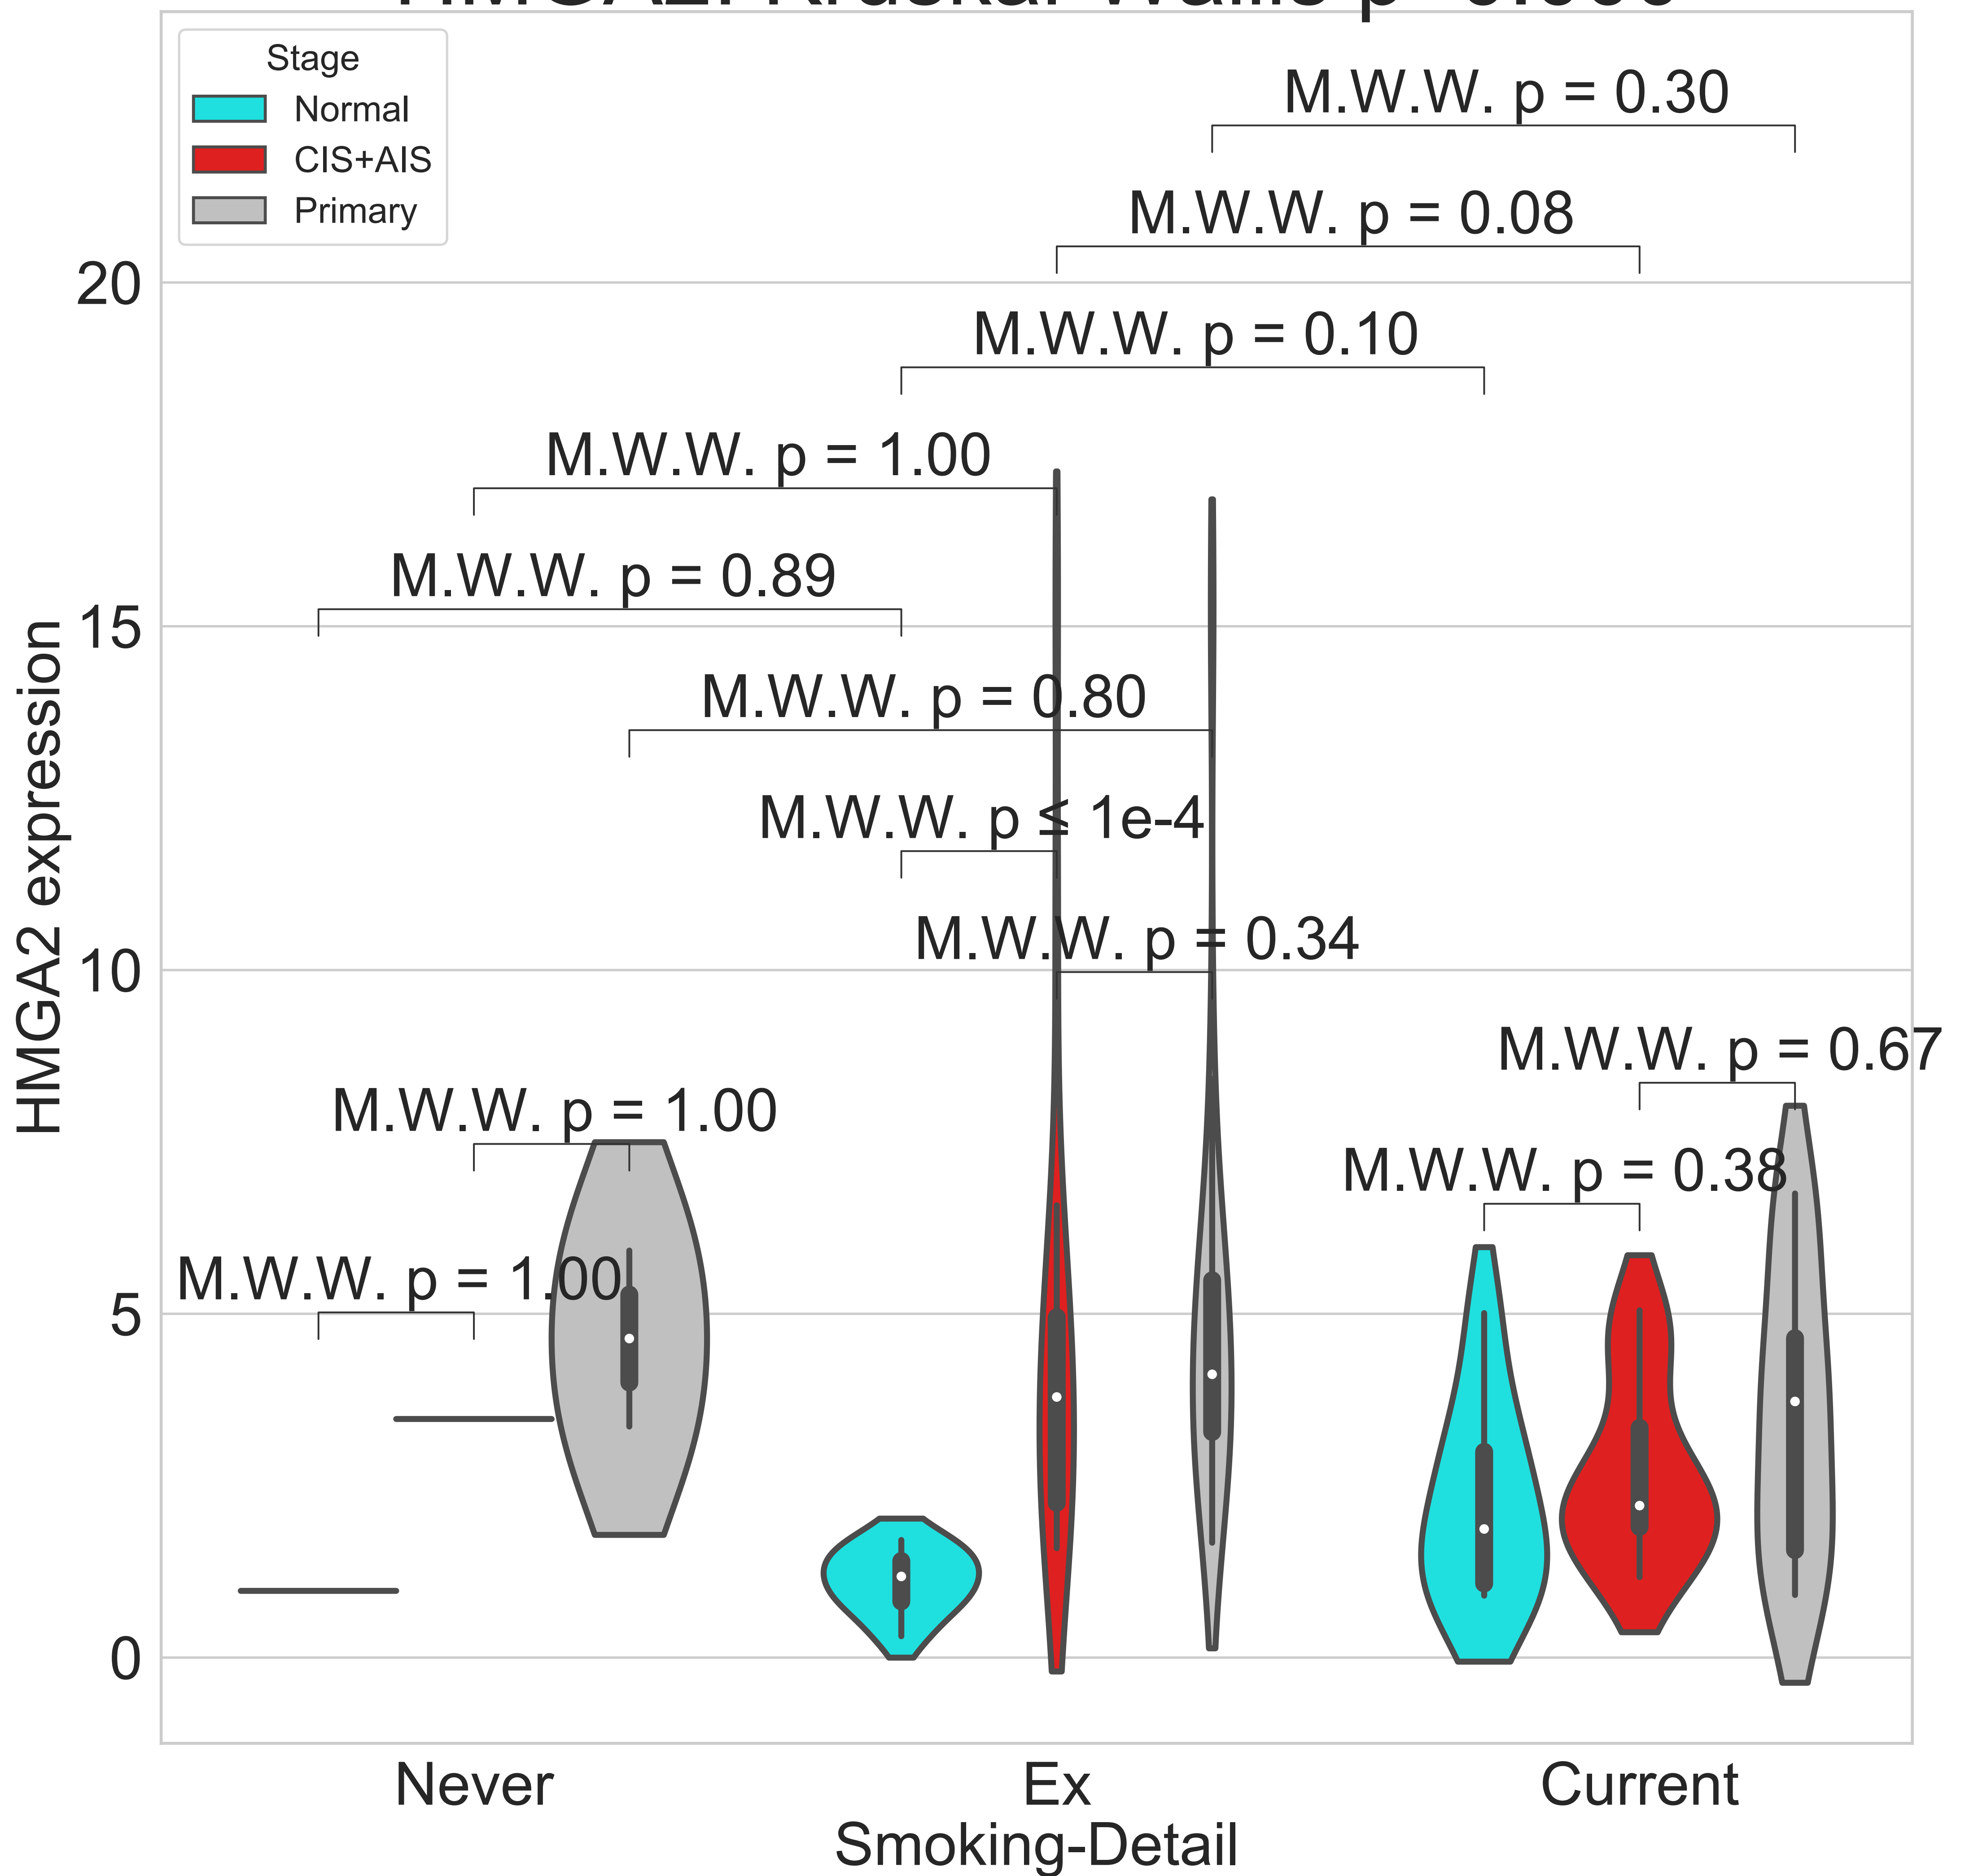 Stage
Normal
CIS+AIS
Primary
M.W.W. p = 0.30
M.W.W. p = 0.08
20
M.W.W. p = 0.10
M.W.W. p = 1.00
M.W.W. p = 0.89
15
M.W.W. p = 0.80
M.W.W. p ≤ 1e-4
M.W.W. p = 0.34
10
M.W.W. p = 0.67
M.W.W. p = 1.00
M.W.W. p = 0.38
M.W.W. p = 1.00
5
0
HMGA2 expression
Never
Ex
Current
Smoking-Detail